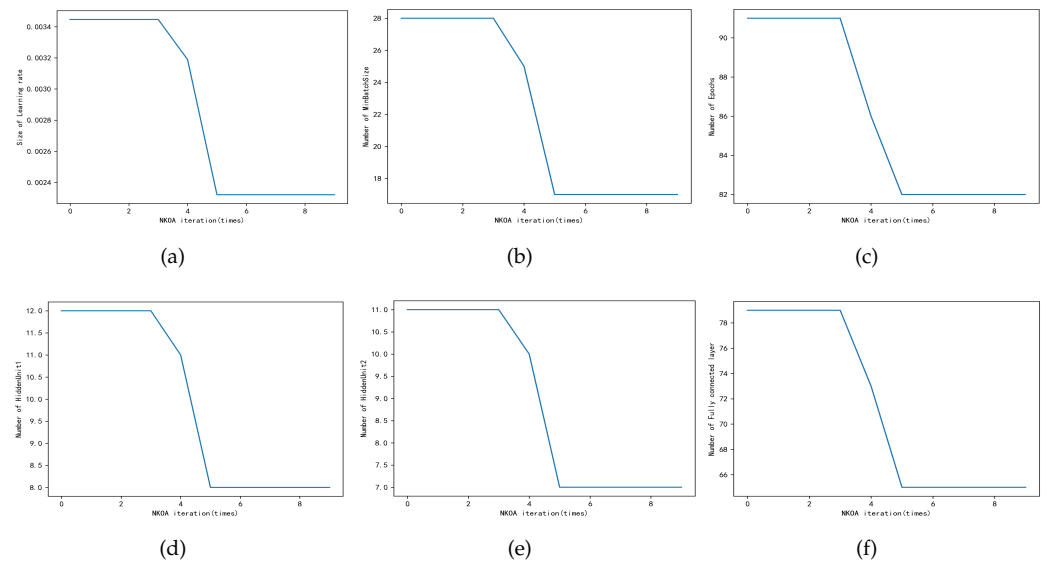 Size of Learning rate
0.0034
0.0032
0.0030
0.0028
0.0026
0.0024
0 2 4 6 8
NKOA iteration(times)
(a)
Number of MinBatchSize
28
26
24
22
20
18
0 2 4 6 8
NKOA iteration(times)
(b)
Number of Epochs
90
88
86
84
82
0 2 4 6 8
NKOA iteration(times)
(c)
Number of HiddenUnit1
12.0
11.5
11.0
10.5
10.0
9.5
9.0
8.5
8.0
0 2 4 6 8
NKOA iteration(times)
(d)
Number of HiddenUnit2
11.0
10.5
10.0
9.5
9.0
8.5
8.0
7.5
7.0
0 2 4 6 8
NKOA iteration(times)
(e)
Number of Fully connected layer
78
76
74
72
70
68
66
0 2 4 6 8
NKOA iteration(times)
(f)